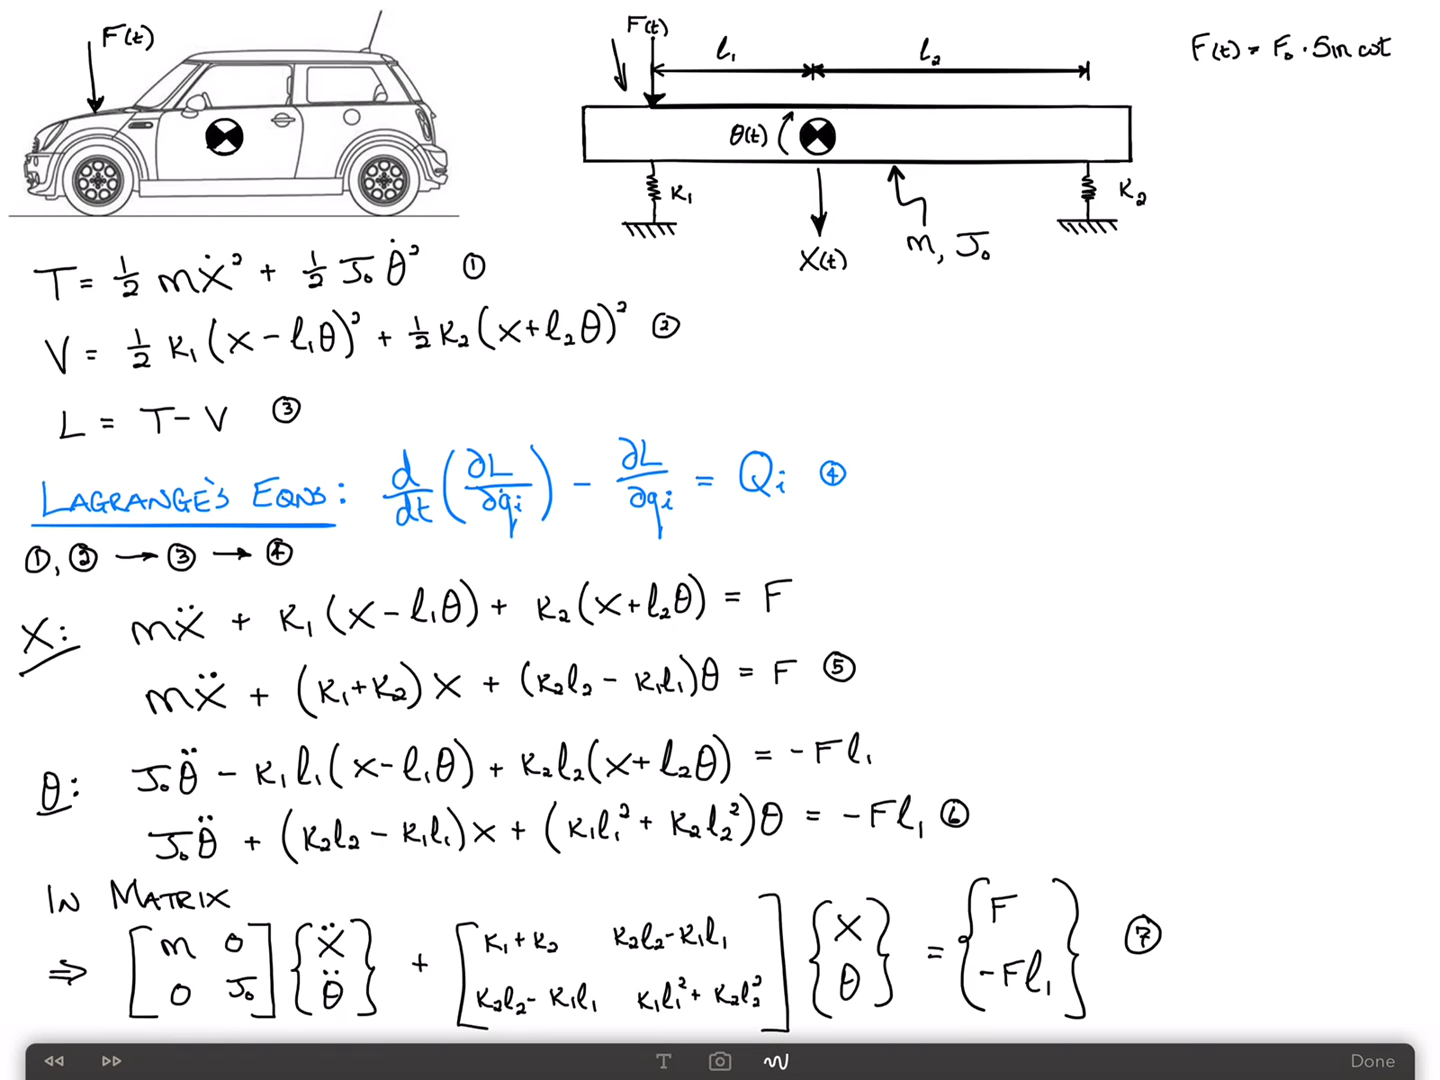 F(t)
F(t)
l₁ l₂
F(t) = F₀ · Sin ωt
θ(t)
K₁
K₂
X(t)
m, J₀
T = 1/2 mẋ² + 1/2 J₀ θ̇² ①
V = 1/2 K₁ (x - l₁θ)² + 1/2 K₂ (x + l₂θ)² ②
L = T - V ③
LAGRANGE'S EQNS: d/dt (∂L/∂q̇i) - ∂L/∂qi = Qi ④
①, ② → ③ → ④
X: mẍ + K₁ (x - l₁θ) + K₂ (x + l₂θ) = F
mẍ + (K₁ + K₂) x + (K₂l₂ - K₁l₁)θ = F ⑤
θ: J₀θ̈ - K₁l₁(x - l₁θ) + K₂l₂(x + l₂θ) = -Fl₁
J₀θ̈ + (K₂l₂ - K₁l₁)x + (K₁l₁² + K₂l₂²)θ = -Fl₁ ⑥
IN MATRIX
⇒ [m 0; 0 J₀] {ẍ; θ̈} + [K₁ + K₂ K₂l₂ - K₁l₁; K₂l₂ - K₁l₁ K₁l₁² + K₂l₂²] {x; θ} = {F; -Fl₁} ⑦
T
Done